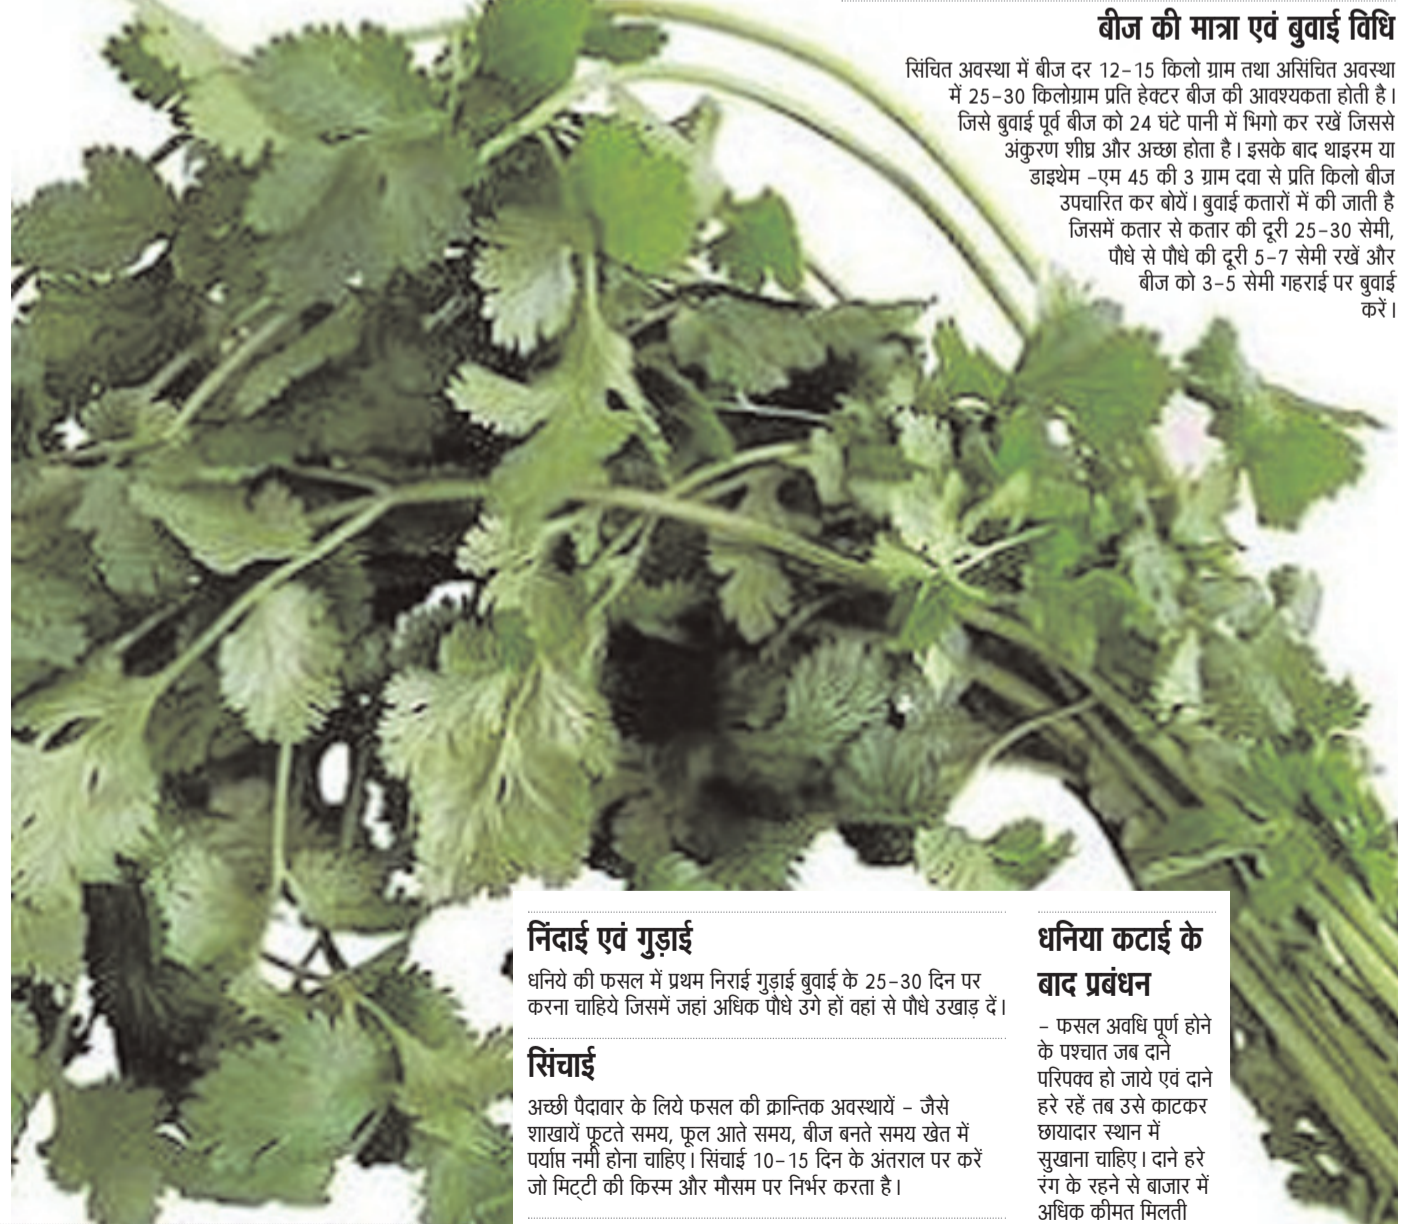 बीज की मात्रा एवं बुवाई विधि
सिंचित अवस्था में बीज दर 12-15 किलो ग्राम तथा असिंचित अवस्था
में 25-30 किलोग्राम प्रति हेक्टर बीज की आवश्यकता होती है।
जिसे बुवाई पूर्व बीज को 24 घंटे पानी में भिगो कर रखें जिससे
अंकुरण शीघ्र और अच्छा होता है। इसके बाद थाइरम या
डाइथेम -एम 45 की 3 ग्राम दवा से प्रति किलो बीज
उपचारित कर बोयें। बुवाई कतारों में की जाती है
जिसमें कतार से कतार की दूरी 25-30 सेमी,
पौधे से पौधे की दूरी 5-7 सेमी रखें और
बीज को 3-5 सेमी गहराई पर बुवाई
करें।
निंदाई एवं गुड़ाई
धनिये की फसल में प्रथम निराई गुड़ाई बुवाई के 25-30 दिन पर
करना चाहिये जिसमें जहां अधिक पौधे उगे हों वहां से पौधे उखाड़ दें।
सिंचाई
अच्छी पैदावार के लिये फसल की क्रान्तिक अवस्थायें - जैसे
शाखायें फूटते समय, फूल आते समय, बीज बनते समय खेत में
पर्याप्त नमी होना चाहिए। सिंचाई 10-15 दिन के अंतराल पर करें
जो मिट्टी की किस्म और मौसम पर निर्भर करता है।
धनिया कटाई के
बाद प्रबंधन
- फसल अवधि पूर्ण होने
के पश्चात जब दाने
परिपक्व हो जाये एवं दाने
हरे रहें तब उसे काटकर
छायादार स्थान में
सुखाना चाहिए। दाने हरे
रंग के रहने से बाजार में
अधिक कीमत मिलती